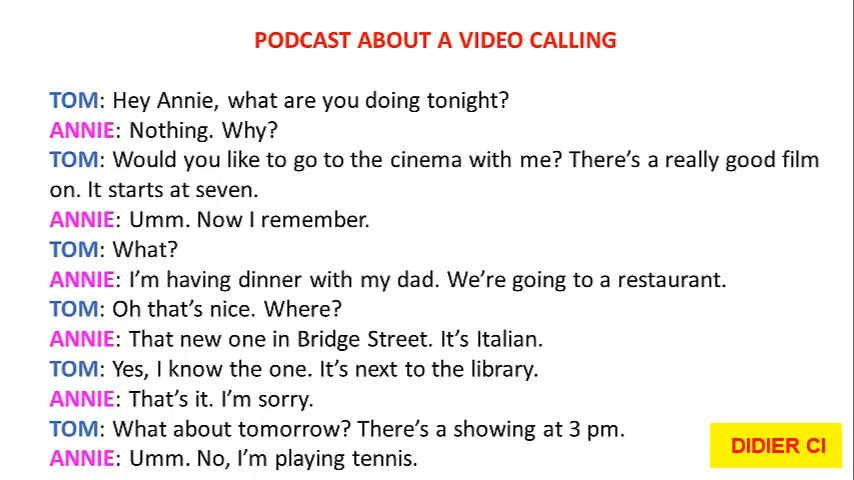 PODCAST ABOUT A VIDEO CALLING
TOM: Hey Annie, what are you doing tonight?
ANNIE: Nothing. Why?
TOM: Would you like to go to the cinema with me? There’s a really good film
on. It starts at seven.
ANNIE: Umm. Now I remember.
TOM: What?
ANNIE: I’m having dinner with my dad. We’re going to a restaurant.
TOM: Oh that’s nice. Where?
ANNIE: That new one in Bridge Street. It’s Italian.
TOM: Yes, I know the one. It’s next to the library.
ANNIE: That’s it. I’m sorry.
TOM: What about tomorrow? There’s a showing at 3 pm.
ANNIE: Umm. No, I’m playing tennis.
DIDIER CI